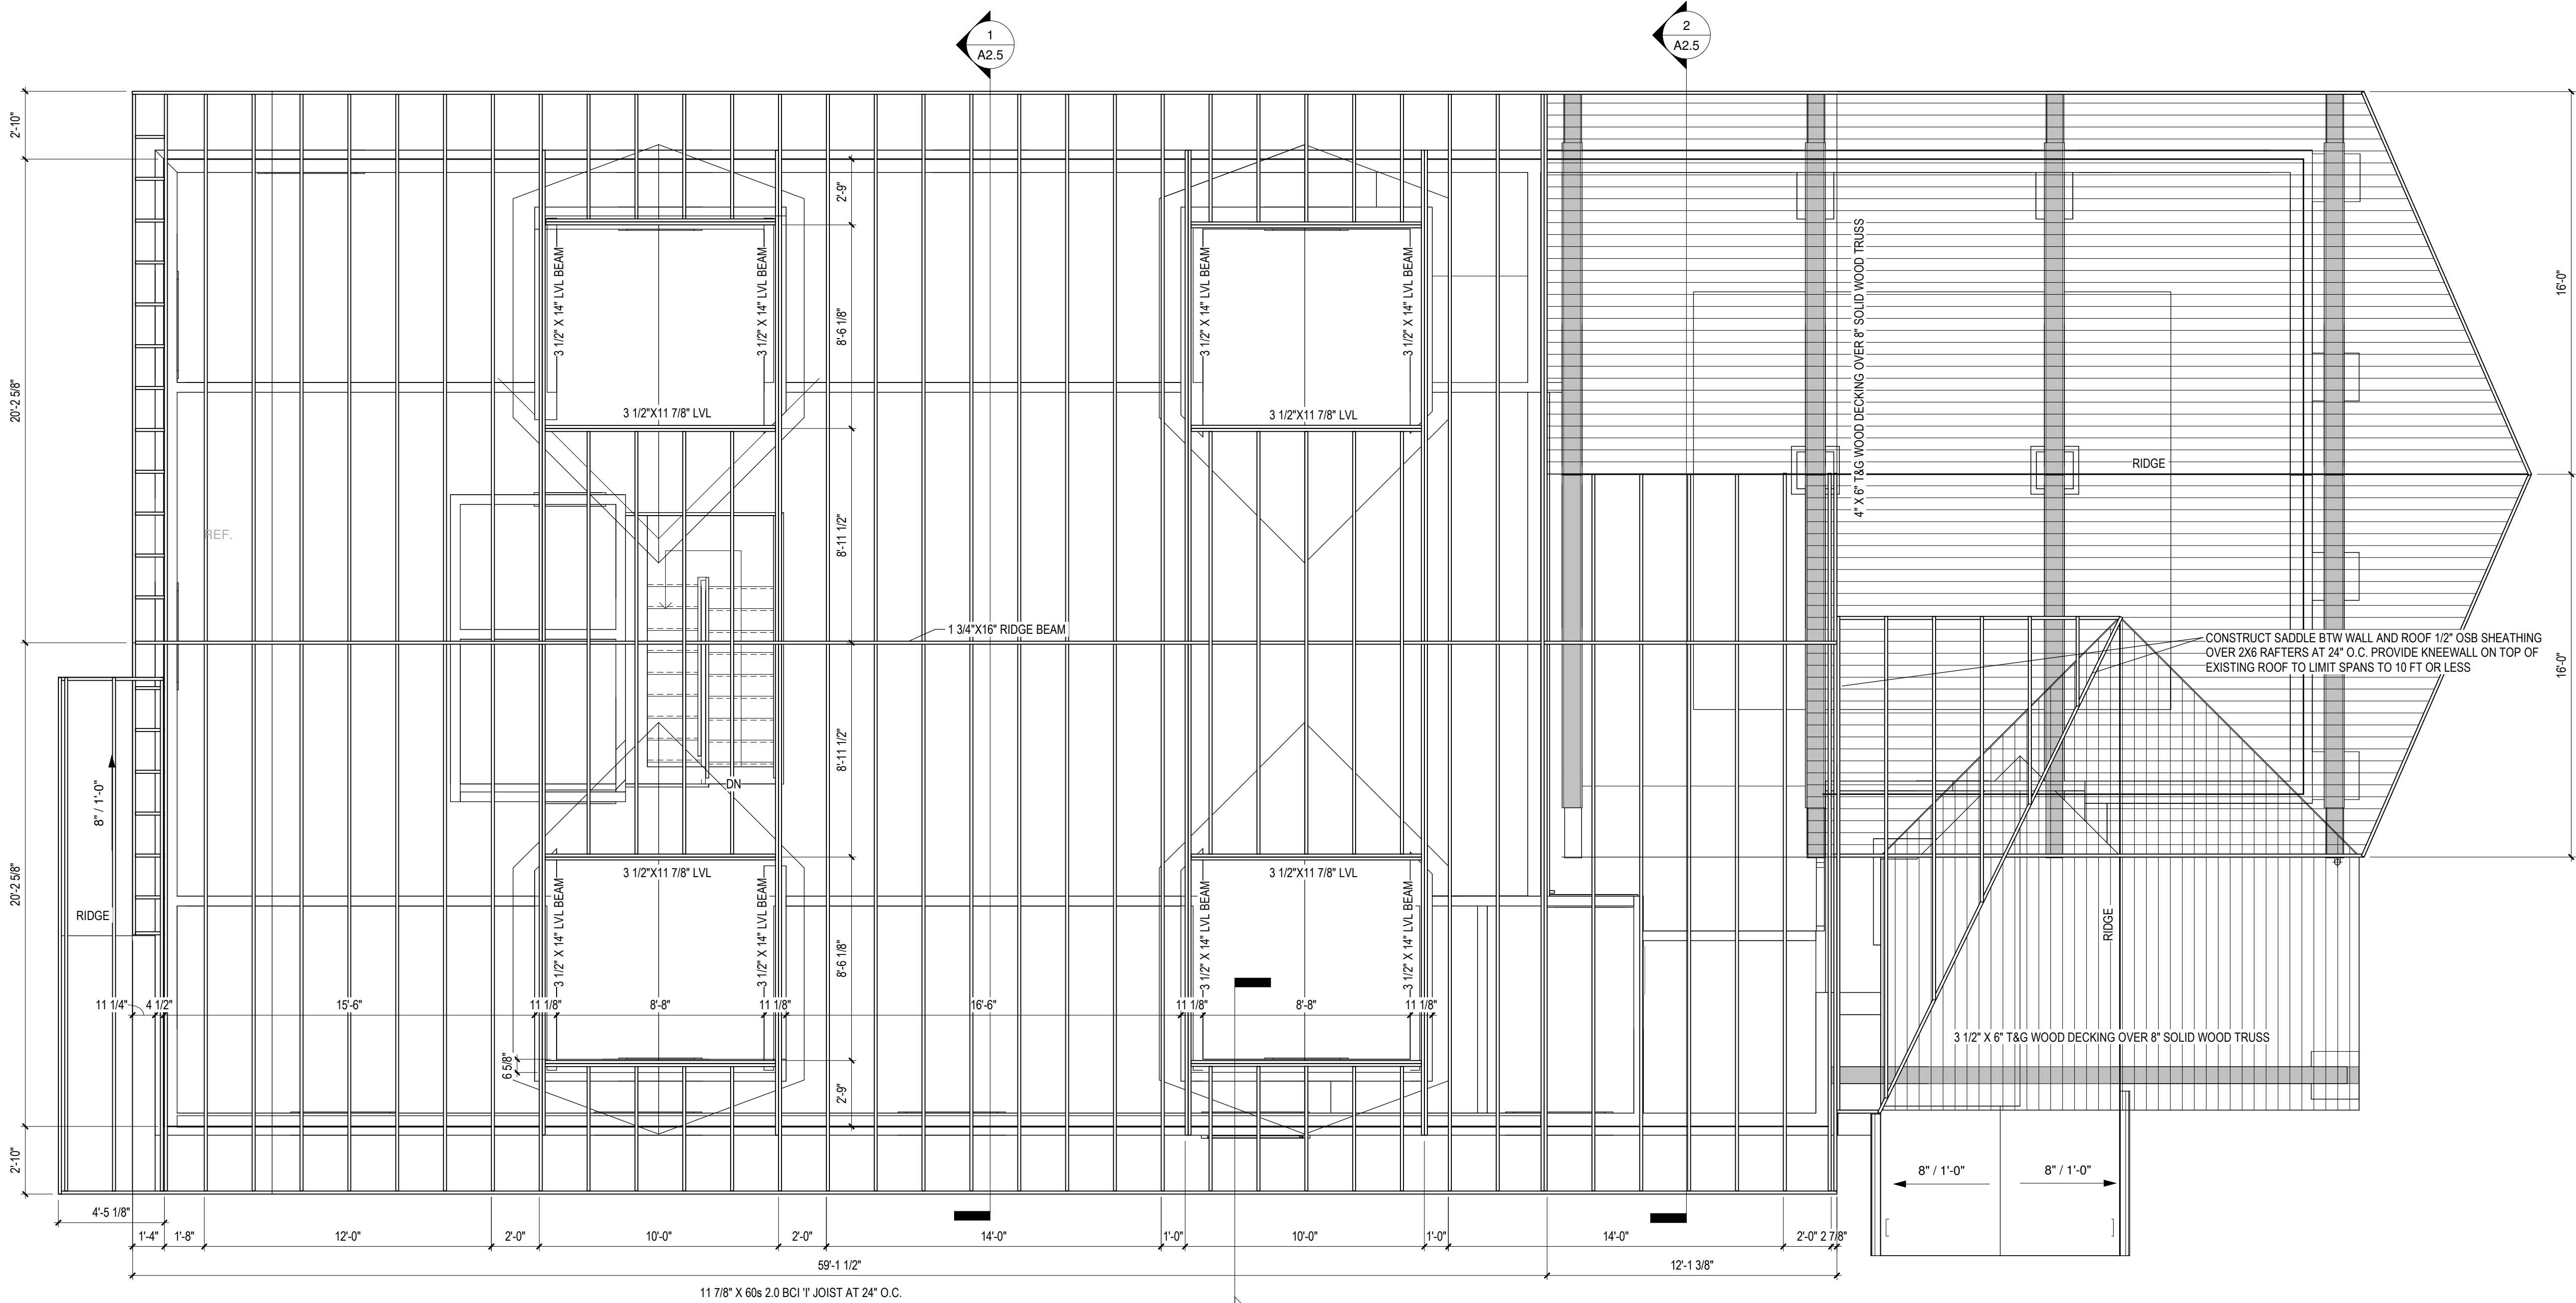 1
A2.5
2
A2.5
2'-10"
20'-2 5/8"
20'-2 5/8"
2'-10"
2'-9"
8'-6 1/8"
8'-11 1/2"
8'-11 1/2"
8'-6 1/8"
2'-9"
3 1/2" X 14" LVL BEAM
3 1/2" X 14" LVL BEAM
3 1/2" X 14" LVL BEAM
3 1/2" X 14" LVL BEAM
3 1/2"X11 7/8" LVL
3 1/2"X11 7/8" LVL
4" X 6" T&G WOOD DECKING OVER 8" SOLID WOOD TRUSS
16'-0"
16'-0"
RIDGE
REF.
1 3/4"X16" RIDGE BEAM
CONSTRUCT SADDLE BTW WALL AND ROOF 1/2" OSB SHEATHING
OVER 2X6 RAFTERS AT 24" O.C. PROVIDE KNEEWALL ON TOP OF
EXISTING ROOF TO LIMIT SPANS TO 10 FT OR LESS
DN
8" / 1'-0"
RIDGE
3 1/2"X11 7/8" LVL
3 1/2"X11 7/8" LVL
3 1/2" X 14" LVL BEAM
3 1/2" X 14" LVL BEAM
3 1/2" X 14" LVL BEAM
3 1/2" X 14" LVL BEAM
RIDGE
11 1/4"
4 1/2"
15'-6"
11 1/8"
8'-8"
11 1/8"
16'-6"
11 1/8"
8'-8"
11 1/8"
6 5/8"
3 1/2" X 6" T&G WOOD DECKING OVER 8" SOLID WOOD TRUSS
8" / 1'-0"
8" / 1'-0"
4'-5 1/8"
1'-4"
1'-8"
12'-0"
2'-0"
10'-0"
2'-0"
14'-0"
1'-0"
10'-0"
1'-0"
14'-0"
2'-0"
2 7/8"
59'-1 1/2"
12'-1 3/8"
11 7/8" X 60s 2.0 BCI 'I' JOIST AT 24" O.C.